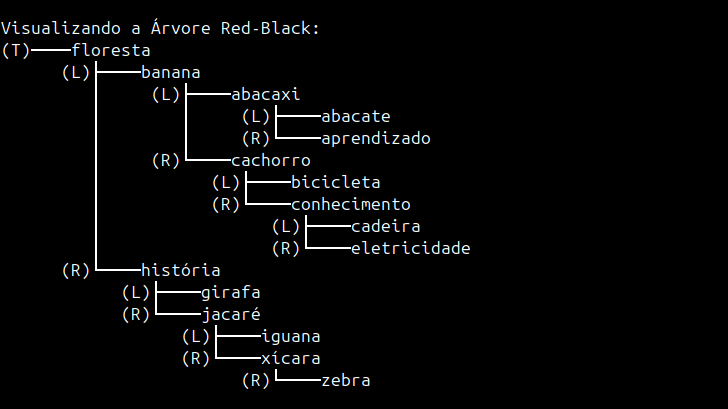 Visualizando a Árvore Red-Black:
(T) floresta
(L) banana
(L) abacaxi
(L) abacate
(R) aprendizado
(R) cachorro
(L) bicicleta
(R) conhecimento
(L) cadeira
(R) eletricidade
(R) história
(L) girafa
(R) jacaré
(L) iguana
(R) xícara
(R) zebra